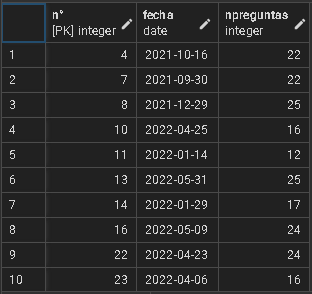 n° fecha npreguntas
[PK] integer date integer
1 4 2021-10-16 22
2 7 2021-09-30 22
3 8 2021-12-29 25
4 10 2022-04-25 16
5 11 2022-01-14 12
6 13 2022-05-31 25
7 14 2022-01-29 17
8 16 2022-05-09 24
9 22 2022-04-23 24
10 23 2022-04-06 16